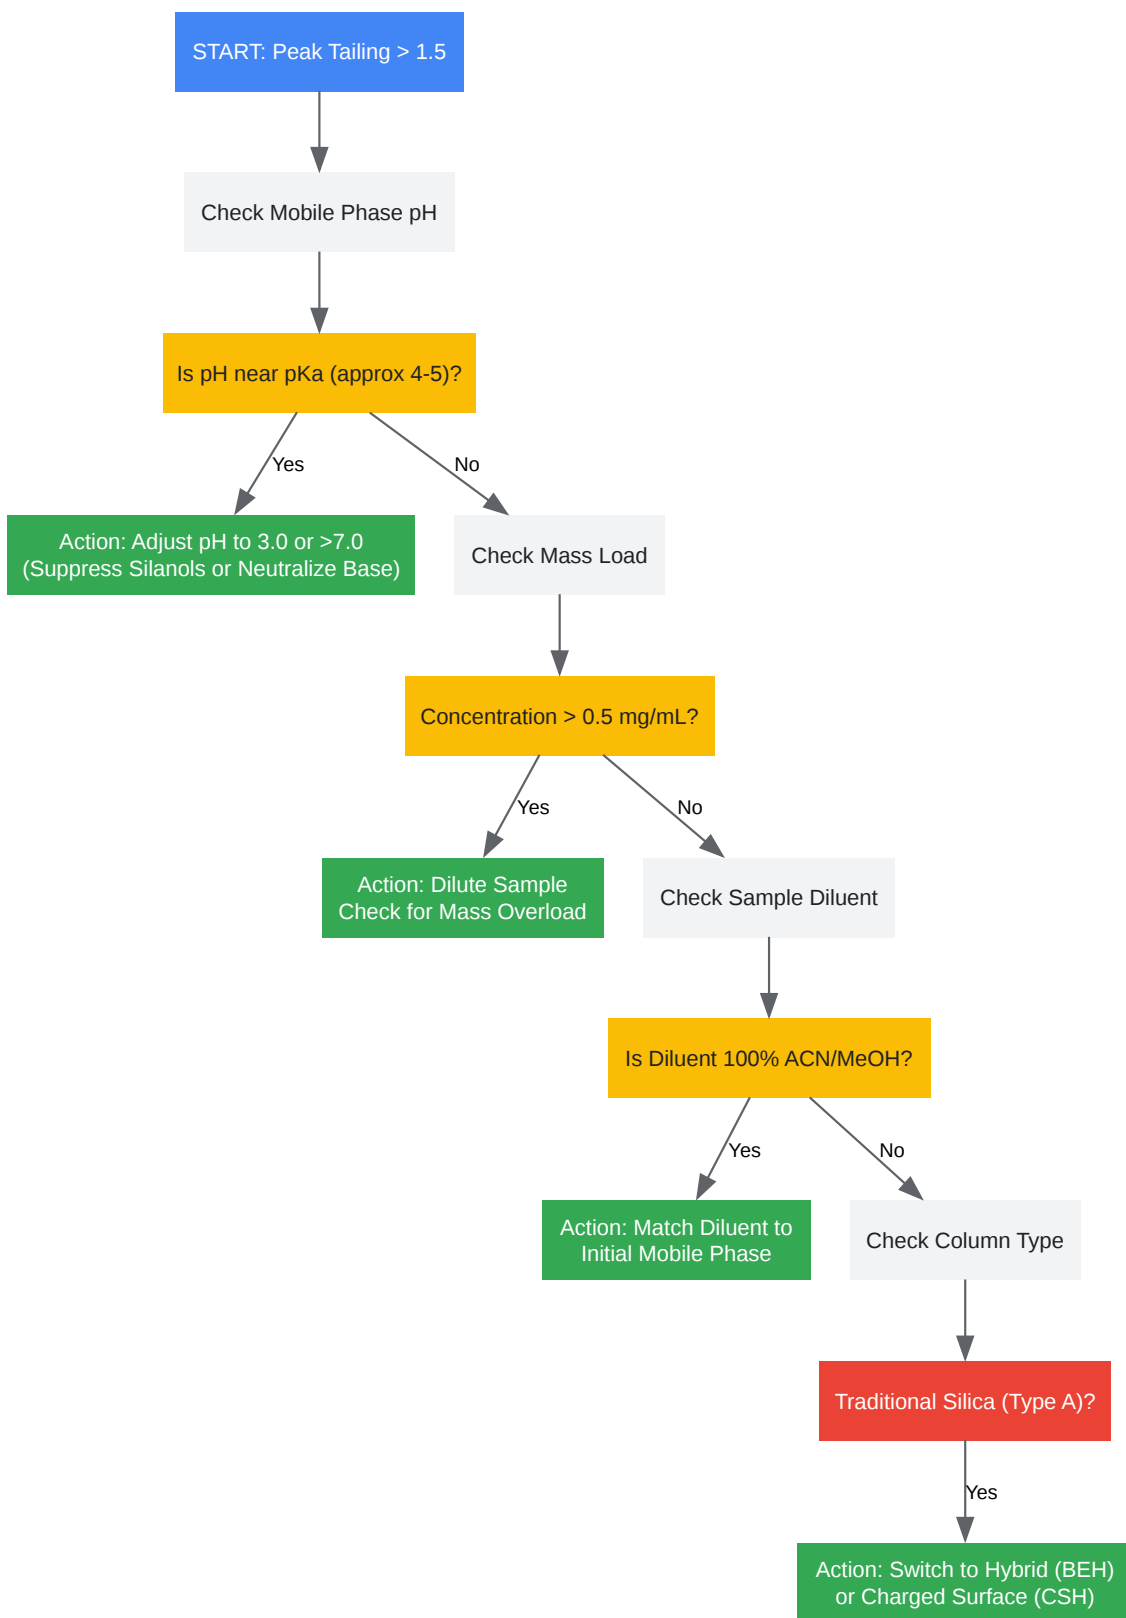 START: Peak Tailing > 1.5
Check Mobile Phase pH
Is pH near pKa (approx 4-5)?
Yes
No
Action: Adjust pH to 3.0 or >7.0
(Suppress Silanols or Neutralize Base)
Check Mass Load
Concentration > 0.5 mg/mL?
Yes
No
Action: Dilute Sample
Check for Mass Overload
Check Sample Diluent
Is Diluent 100% ACN/MeOH?
Yes
No
Action: Match Diluent to
Initial Mobile Phase
Check Column Type
Traditional Silica (Type A)?
Yes
Action: Switch to Hybrid (BEH)
or Charged Surface (CSH)